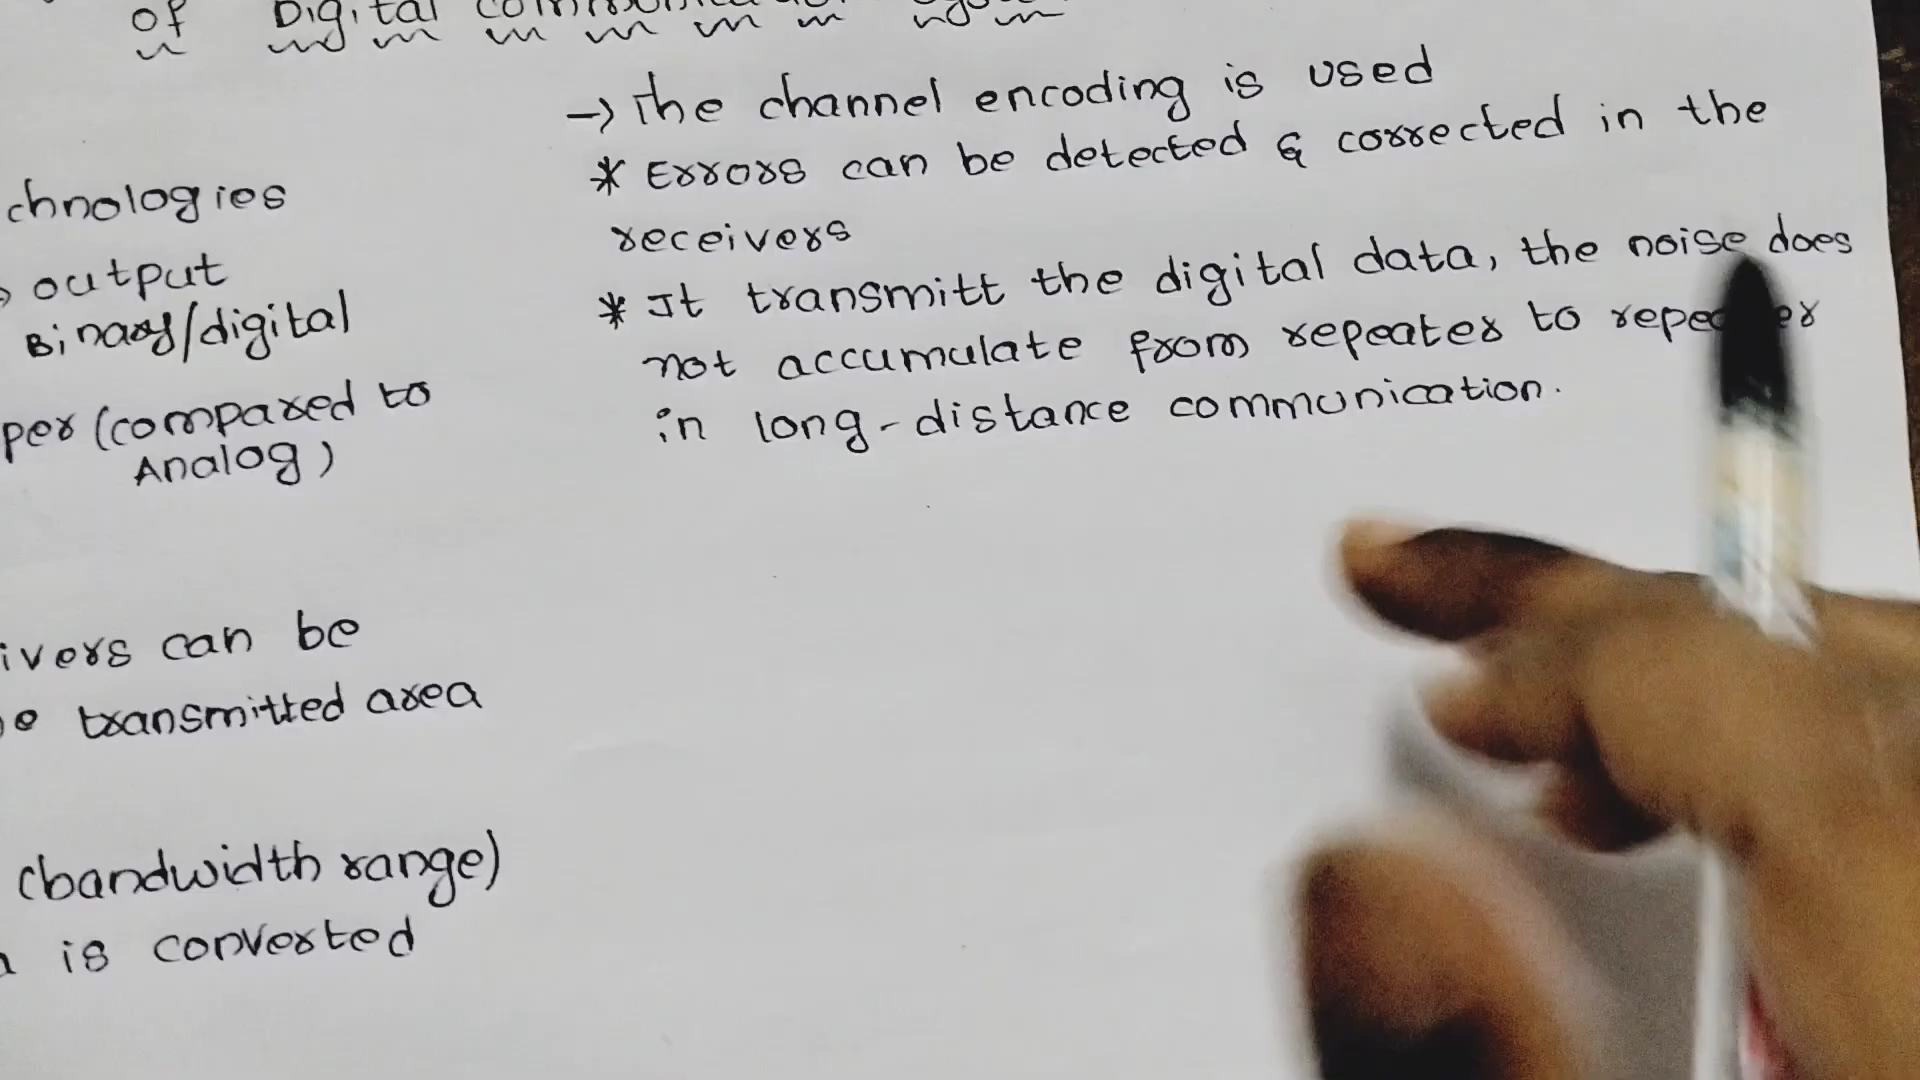 of Digital
→ The channel encoding is used
* Errors can be detected & corrected in the
receivers
* It transmitt the digital data, the noise does
not accumulate from repeater to
in long-distance communication.
chnologies
output
Binary/digital
per (compared to
Analog)
ivers can be
transmitted area
(bandwidth range)
is converted